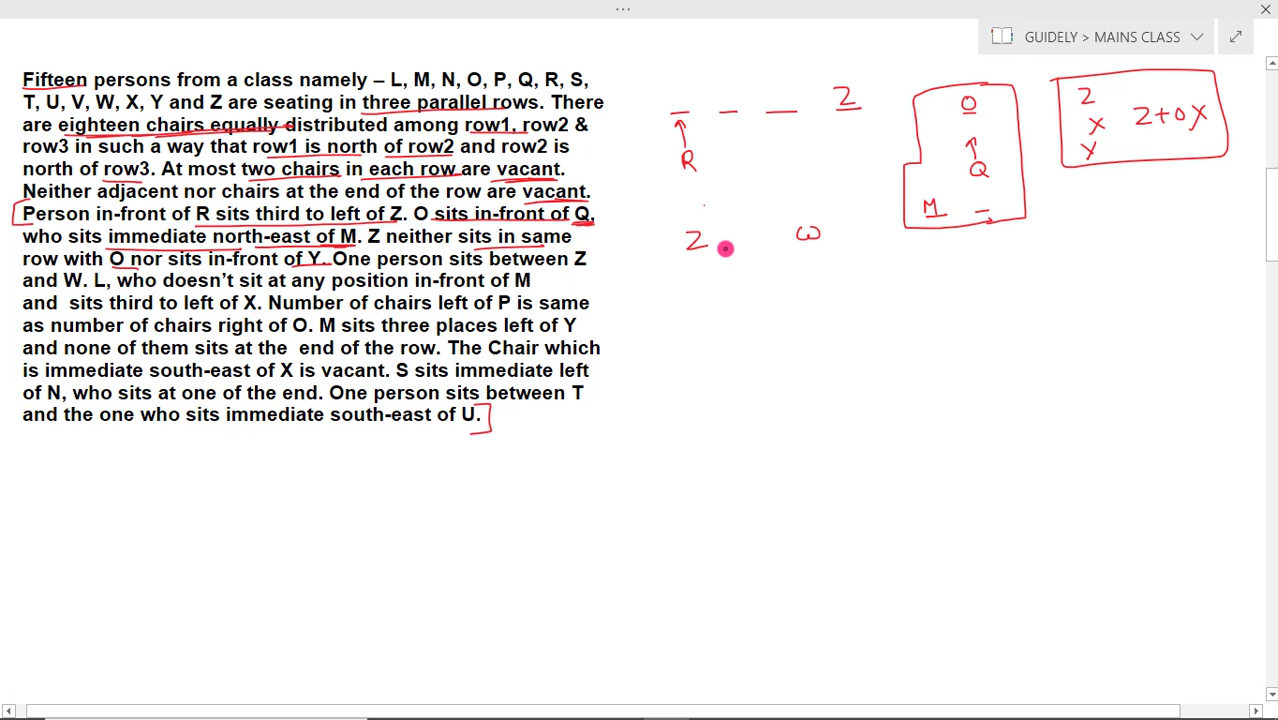 GUIDELY > MAINS CLASS
Fifteen persons from a class namely – L, M, N, O, P, Q, R, S,
T, U, V, W, X, Y and Z are seating in three parallel rows. There
are eighteen chairs equally distributed among row1, row2 &
row3 in such a way that row1 is north of row2 and row2 is
north of row3. At most two chairs in each row are vacant.
Neither adjacent nor chairs at the end of the row are vacant.
Person in-front of R sits third to left of Z. O sits in-front of Q,
who sits immediate north-east of M. Z neither sits in same
row with O nor sits in-front of Y. One person sits between Z
and W. L, who doesn't sit at any position in-front of M
and sits third to left of X. Number of chairs left of P is same
as number of chairs right of O. M sits three places left of Y
and none of them sits at the end of the row. The Chair which
is immediate south-east of X is vacant. S sits immediate left
of N, who sits at one of the end. One person sits between T
and the one who sits immediate south-east of U.
Z
R
O
Q
M
Z
X
Y
Z+O X
Z W